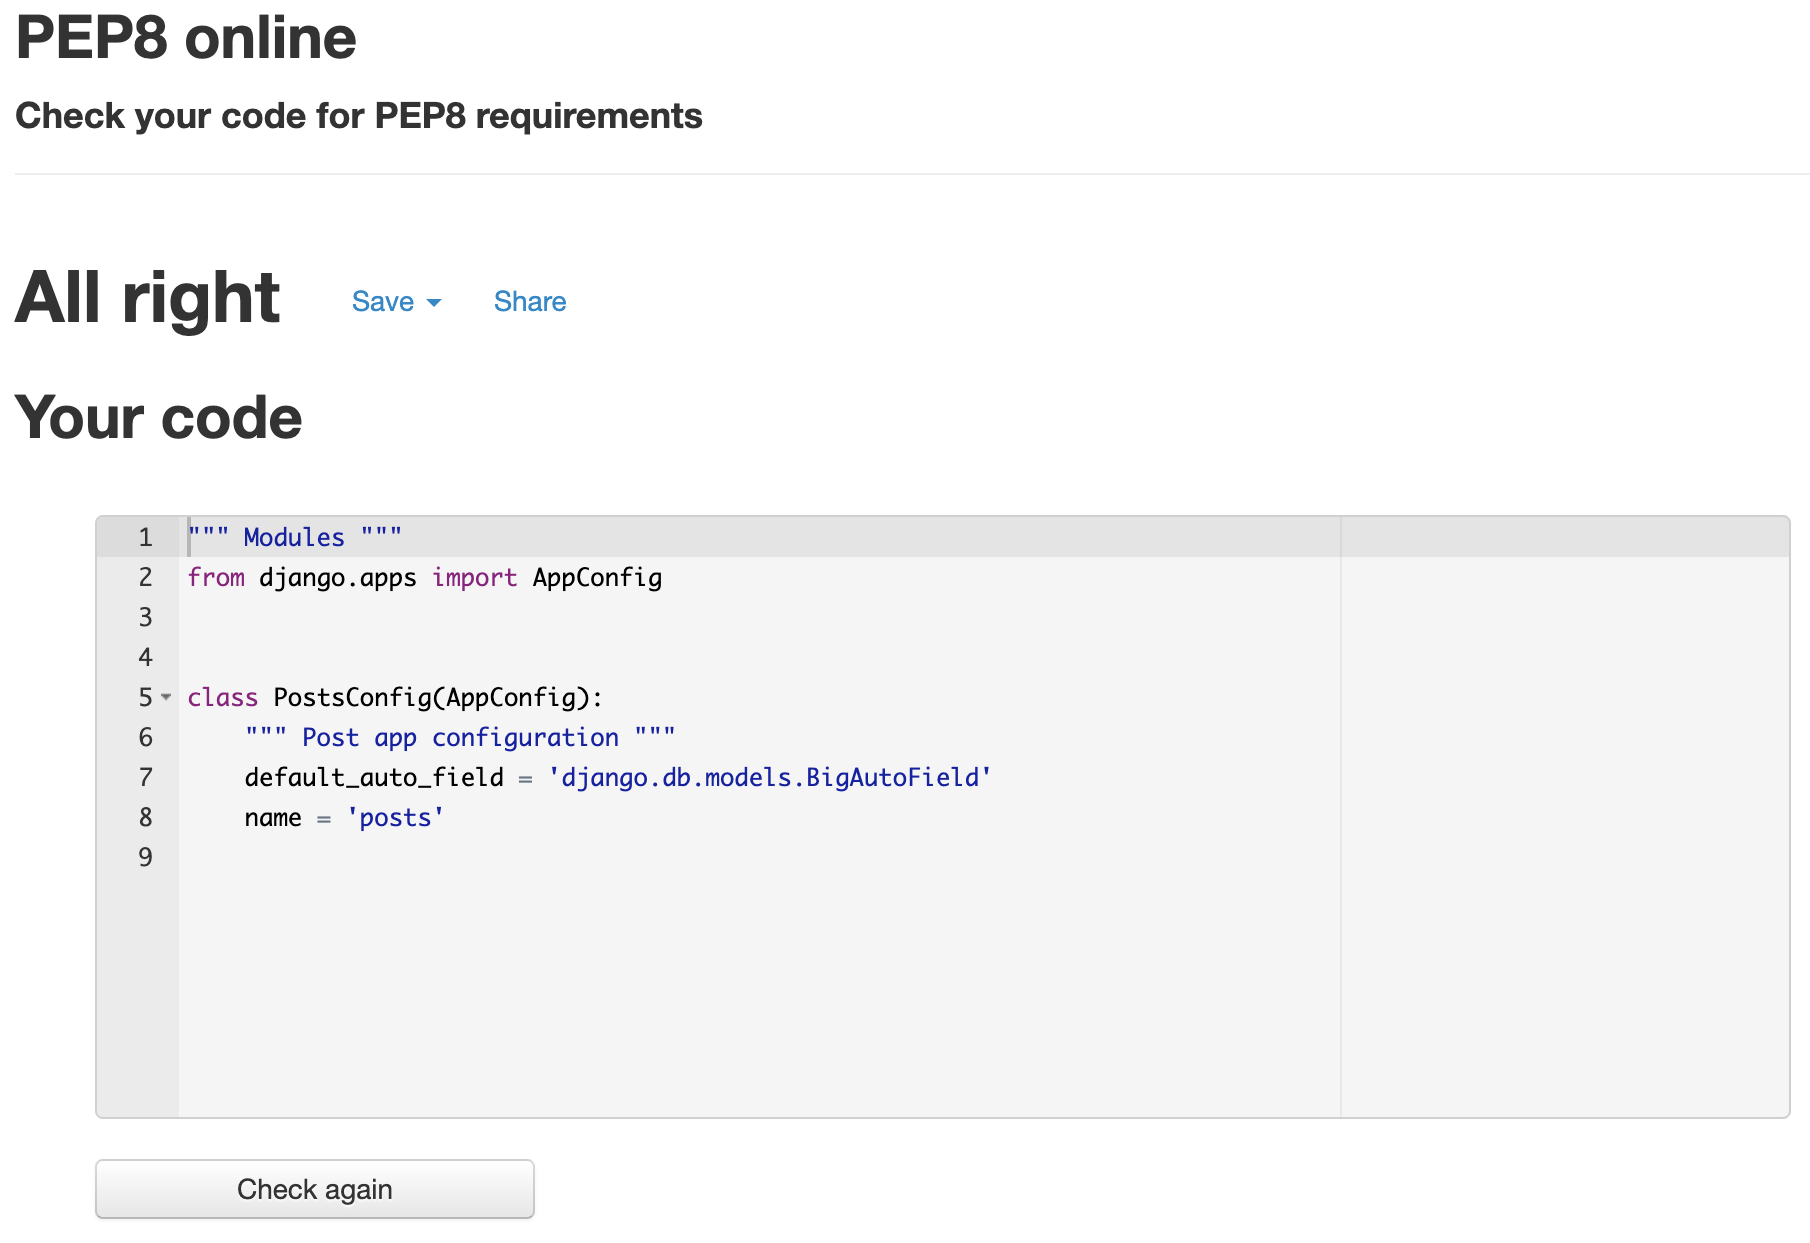 PEP8 online
Check your code for PEP8 requirements
All right Save Share
Your code
1 """ Modules """
2 from django.apps import AppConfig
3
4
5 class PostsConfig(AppConfig):
6     """ Post app configuration """
7     default_auto_field = 'django.db.models.BigAutoField'
8     name = 'posts'
9
Check again